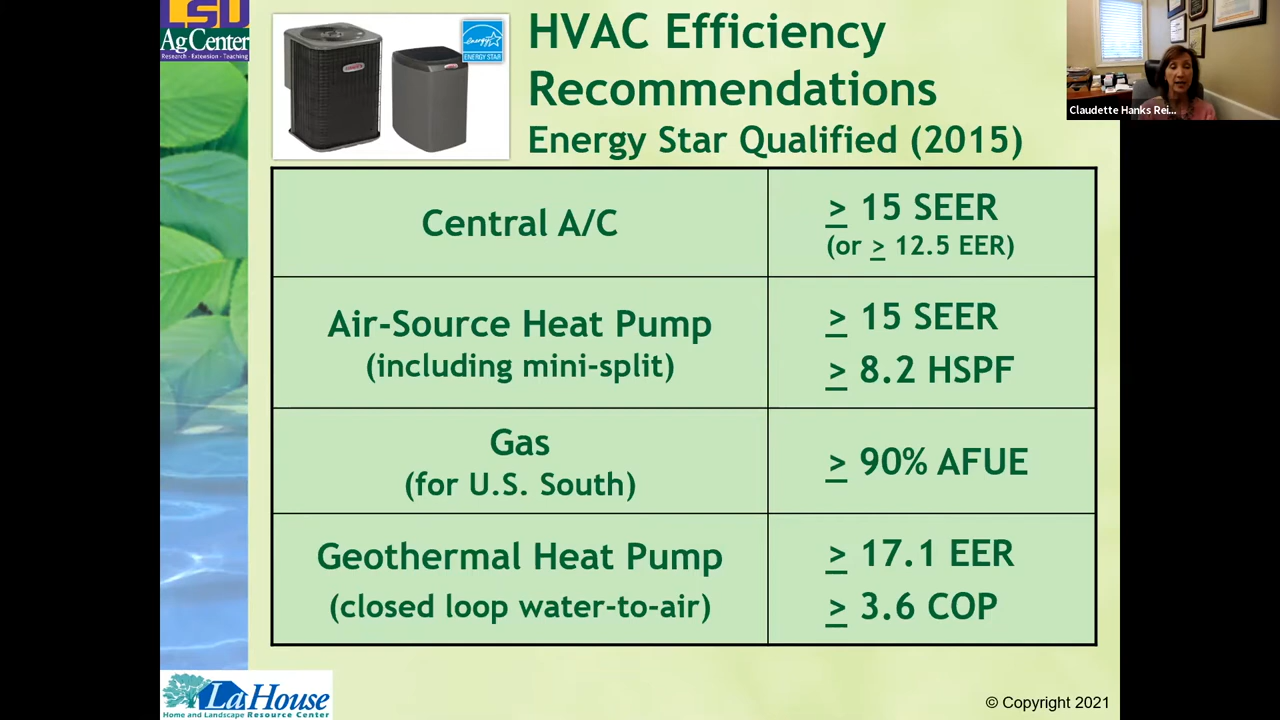 LSU
AgCenter
Research · Extension · Teaching
LENNOX
energy
ENERGY STAR
HVAC Efficiency
Recommendations
Energy Star Qualified (2015)
Claudette Hanks Rei...
Central A/C
≥ 15 SEER
(or ≥ 12.5 EER)
Air-Source Heat Pump
(including mini-split)
≥ 15 SEER
≥ 8.2 HSPF
Gas
(for U.S. South)
≥ 90% AFUE
Geothermal Heat Pump
(closed loop water-to-air)
≥ 17.1 EER
≥ 3.6 COP
LaHouse
Home and Landscape Resource Center
© Copyright 2021